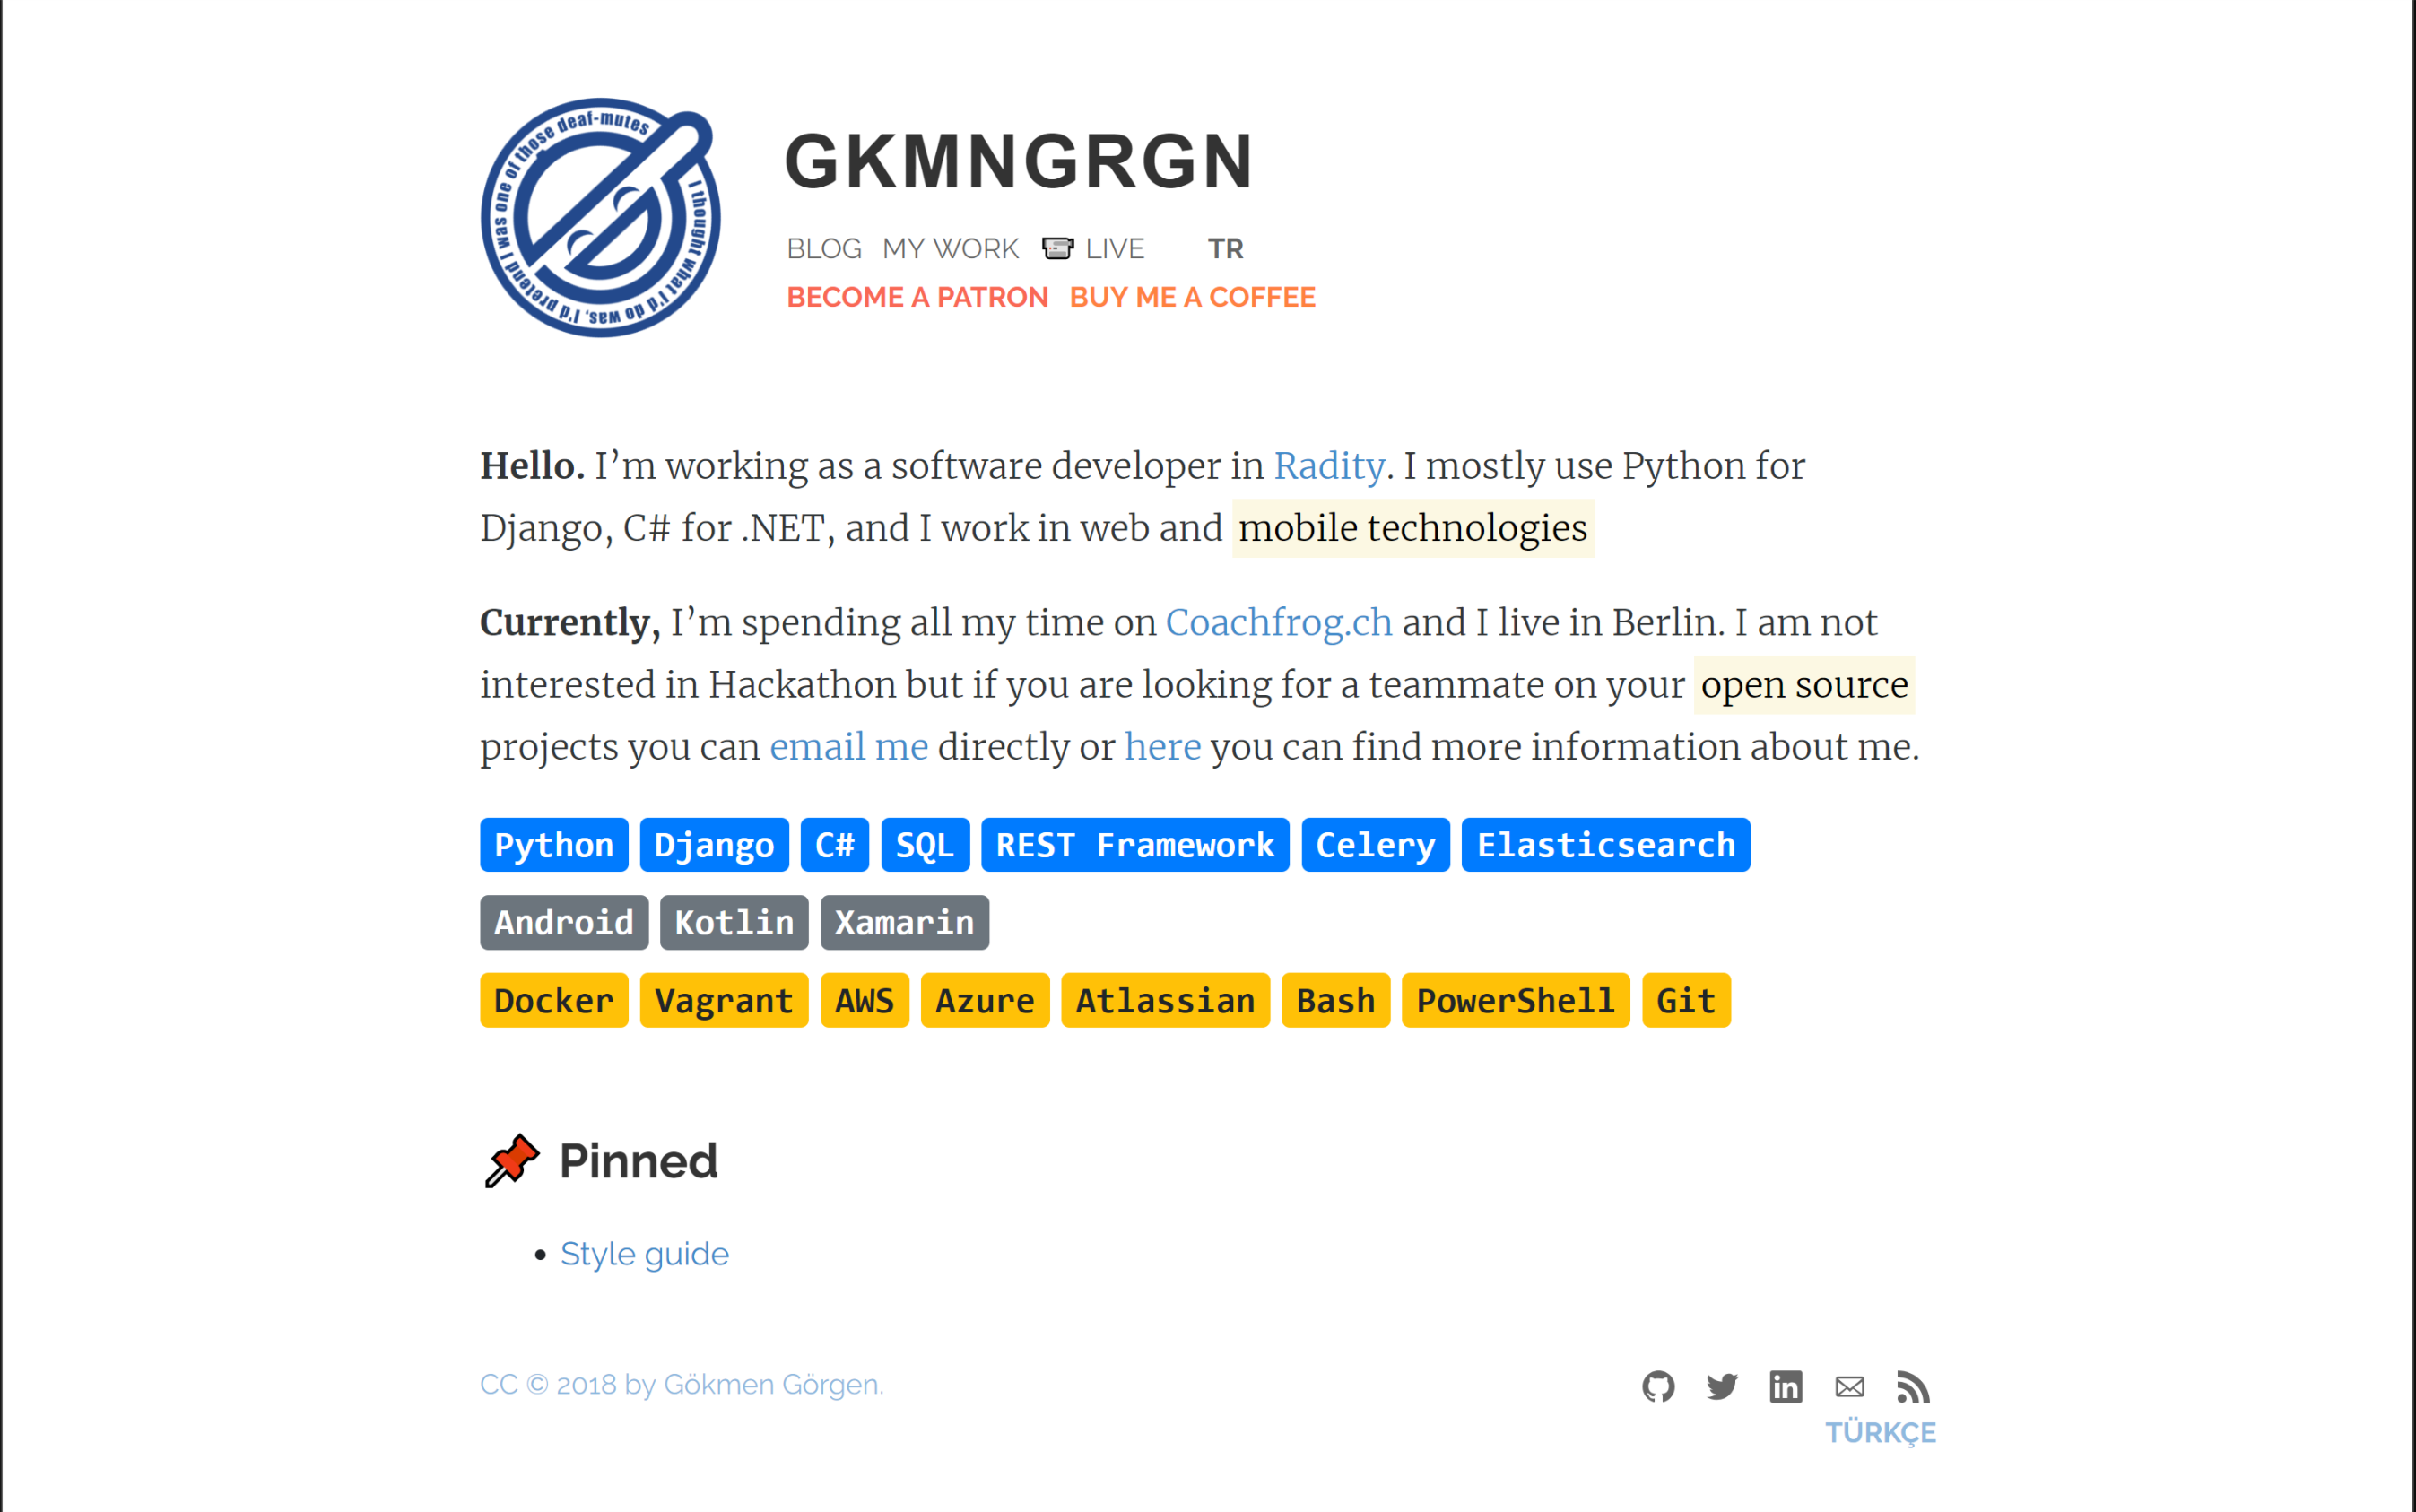 I thought what I'd do was, I'd pretend I was one of those deaf-mutes
GKMNGRGN
BLOG MY WORK LIVE TR
BECOME A PATRON BUY ME A COFFEE
Hello. I’m working as a software developer in Radity. I mostly use Python for
Django, C# for .NET, and I work in web and mobile technologies
Currently, I’m spending all my time on Coachfrog.ch and I live in Berlin. I am not
interested in Hackathon but if you are looking for a teammate on your open source
projects you can email me directly or here you can find more information about me.
Python Django C# SQL REST Framework Celery Elasticsearch
Android Kotlin Xamarin
Docker Vagrant AWS Azure Atlassian Bash PowerShell Git
Pinned
• Style guide
CC © 2018 by Gökmen Görgen.
in
TÜRKÇE